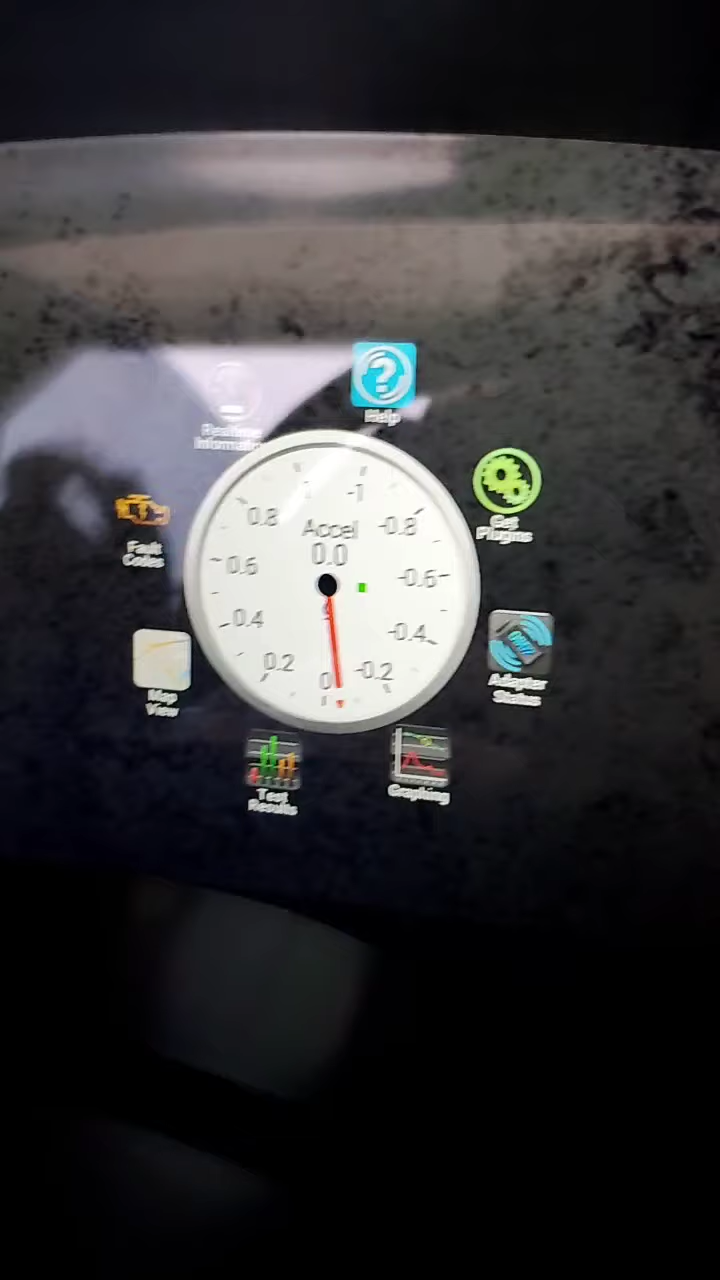 Help
Realtime
Information
Get
Plugins
Fault
Codes
1
-1
0.8
Accel
-0.8
0.0
0.6
-0.6
0.4
-0.4
0.2
0
-0.2
Map
View
Adapter
Status
Test
Results
Graphing